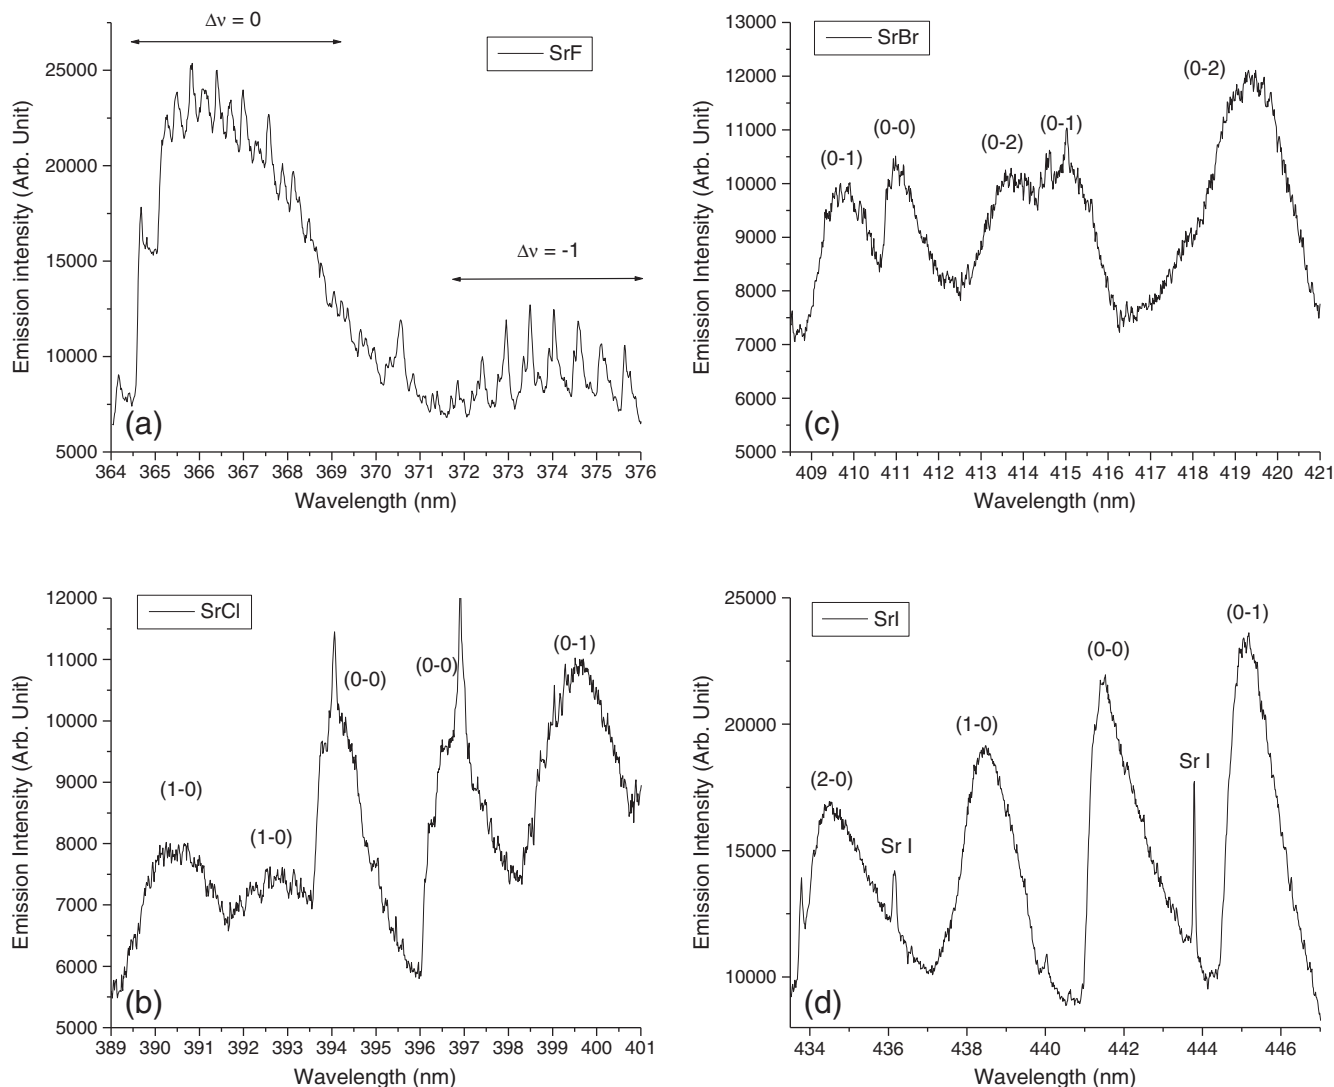 Δν = 0
SrF
Δν = -1
25000
20000
15000
10000
5000
Emission intensity (Arb. Unit)
(a)
364 365 366 367 368 369 370 371 372 373 374 375 376
Wavelength (nm)
SrBr
(0-2)
(0-1)
(0-0)
(0-2)
(0-1)
13000
12000
11000
10000
9000
8000
7000
6000
5000
Emission Intensity (Arb. Unit)
(c)
409 410 411 412 413 414 415 416 417 418 419 420 421
Wavelength (nm)
SrCl
(1-0)
(1-0)
(0-0)
(0-0)
(0-1)
12000
11000
10000
9000
8000
7000
6000
5000
Emission Intensity (Arb. Unit)
(b)
389 390 391 392 393 394 395 396 397 398 399 400 401
Wavelength (nm)
SrI
(2-0)
Sr I
(1-0)
(0-0)
Sr I
(0-1)
25000
20000
15000
10000
Emission Intensity (Arb. Unit)
(d)
434 436 438 440 442 444 446
Wavelength (nm)